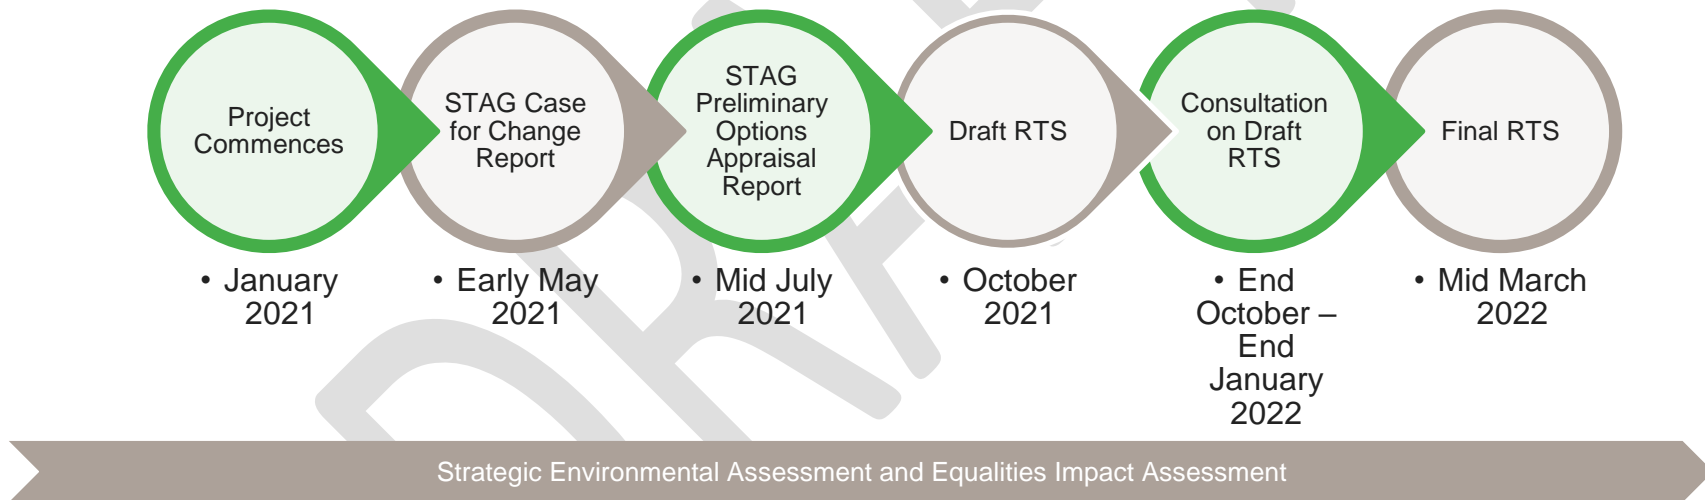 Project
Commences
STAG Case
for Change
Report
STAG
Preliminary
Options
Appraisal
Report
Draft RTS
Consultation
on Draft
RTS
Final RTS
• January
2021
• Early May
2021
• Mid July
2021
• October
2021
• End
October –
End
January
2022
• Mid March
2022
Strategic Environmental Assessment and Equalities Impact Assessment